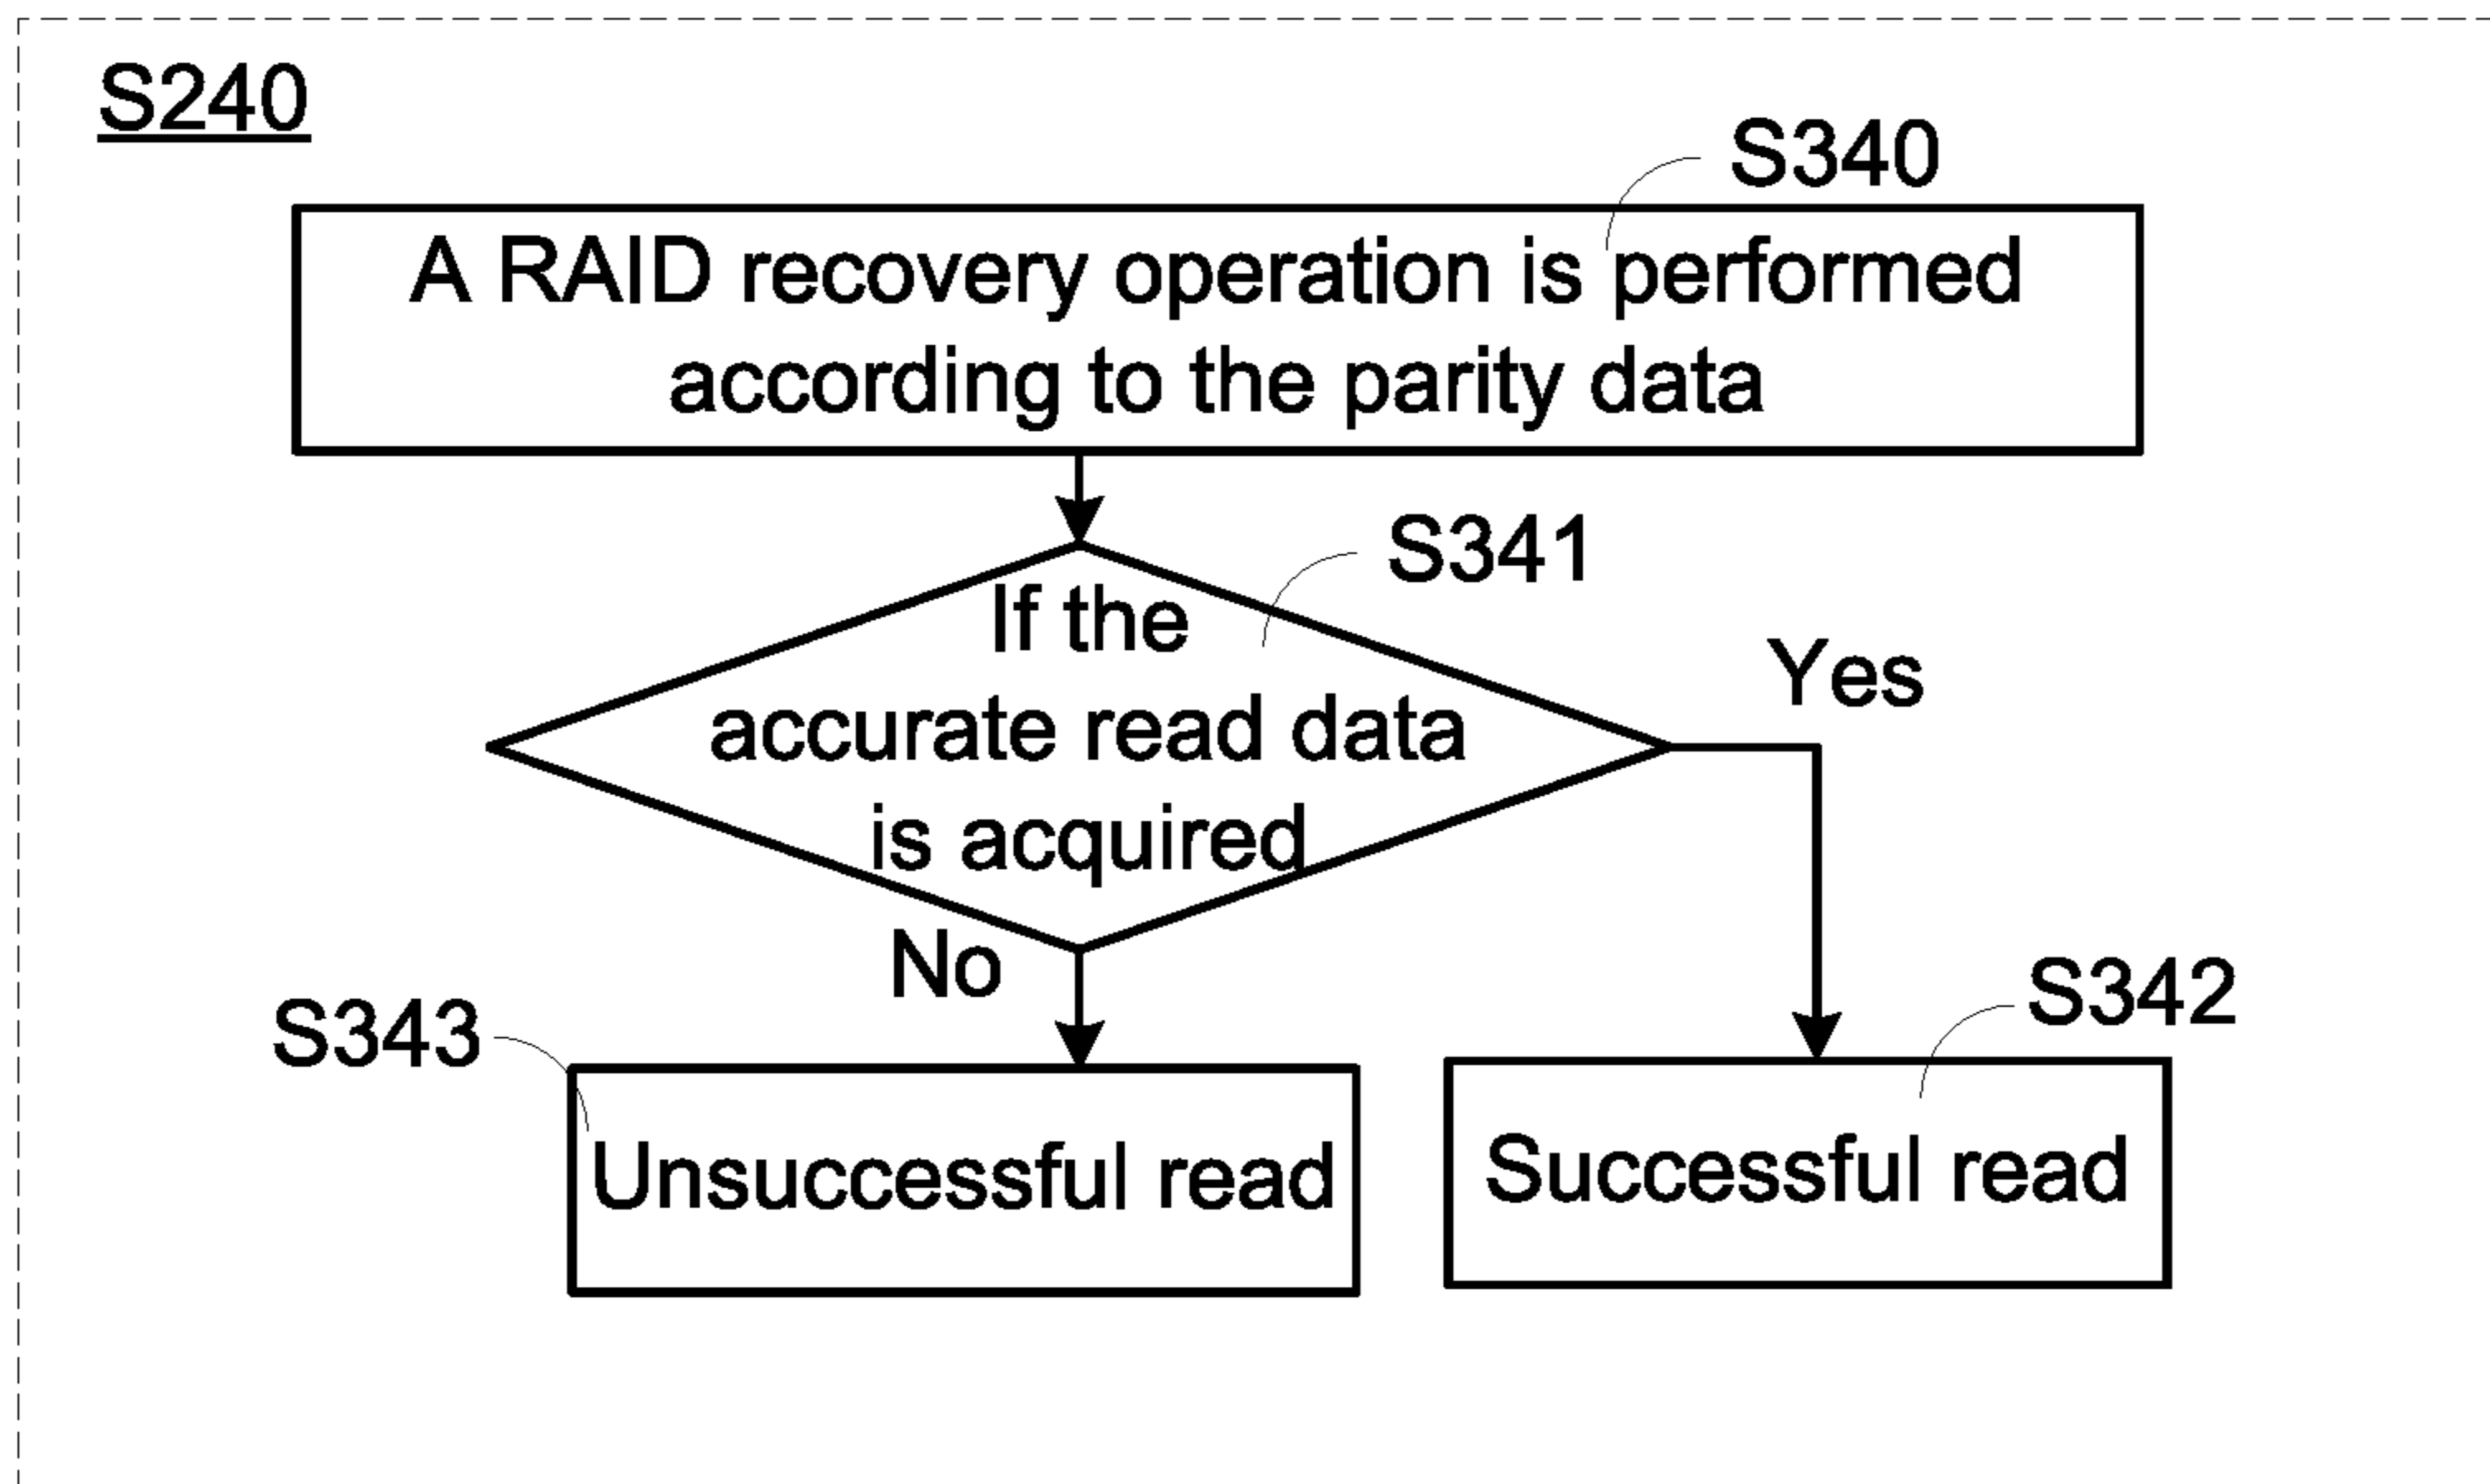 S240
S340
A RAID recovery operation is performed
according to the parity data
S341
If the
accurate read data
is acquired
Yes
No
S343
S342
Unsuccessful read
Successful read